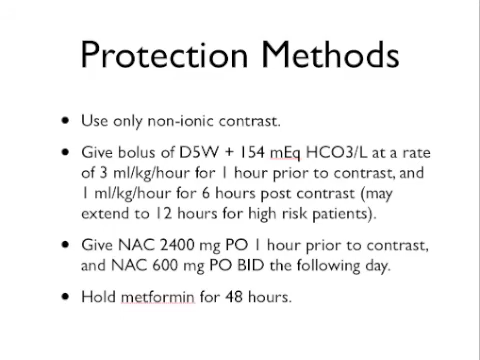 Protection Methods
• Use only non-ionic contrast.
• Give bolus of D5W + 154 mEq HCO3/L at a rate
of 3 ml/kg/hour for 1 hour prior to contrast, and
1 ml/kg/hour for 6 hours post contrast (may
extend to 12 hours for high risk patients).
• Give NAC 2400 mg PO 1 hour prior to contrast,
and NAC 600 mg PO BID the following day.
• Hold metformin for 48 hours.